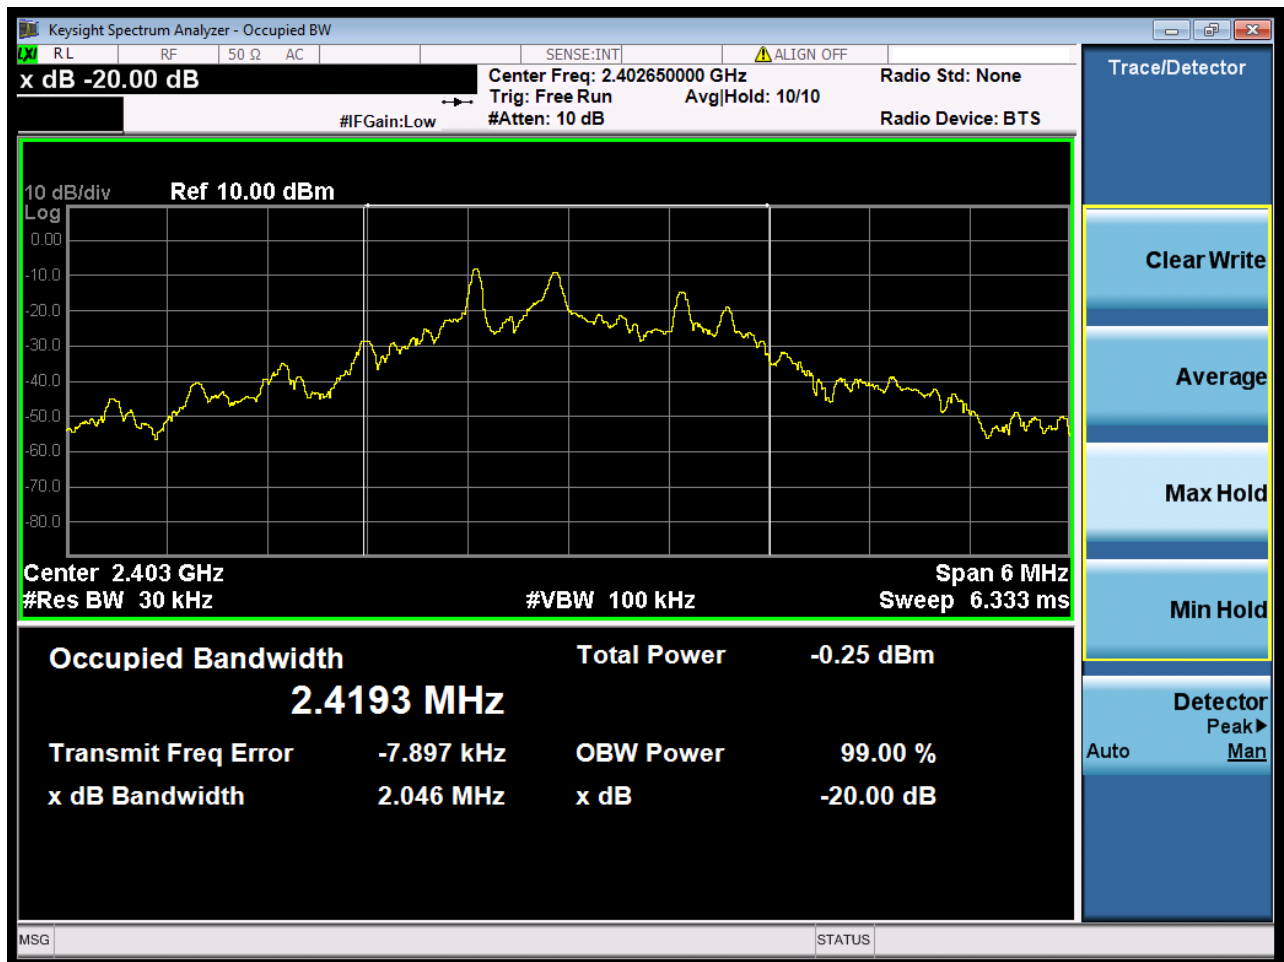 Keysight Spectrum Analyzer - Occupied BW
LXI RL RF 50 Ω AC SENSE:INT ALIGN OFF
x dB -20.00 dB
Center Freq: 2.402650000 GHz Radio Std: None
Trig: Free Run Avg|Hold: 10/10
#IFGain:Low #Atten: 10 dB Radio Device: BTS
10 dB/div Ref 10.00 dBm
Log
0.00
-10.0
-20.0
-30.0
-40.0
-50.0
-60.0
-70.0
-80.0
Center 2.403 GHz Span 6 MHz
#Res BW 30 kHz #VBW 100 kHz Sweep 6.333 ms
Occupied Bandwidth Total Power -0.25 dBm
2.4193 MHz
Transmit Freq Error -7.897 kHz OBW Power 99.00 %
x dB Bandwidth 2.046 MHz x dB -20.00 dB
MSG STATUS
Trace/Detector
Clear Write
Average
Max Hold
Min Hold
Detector
Peak▶
Auto Man